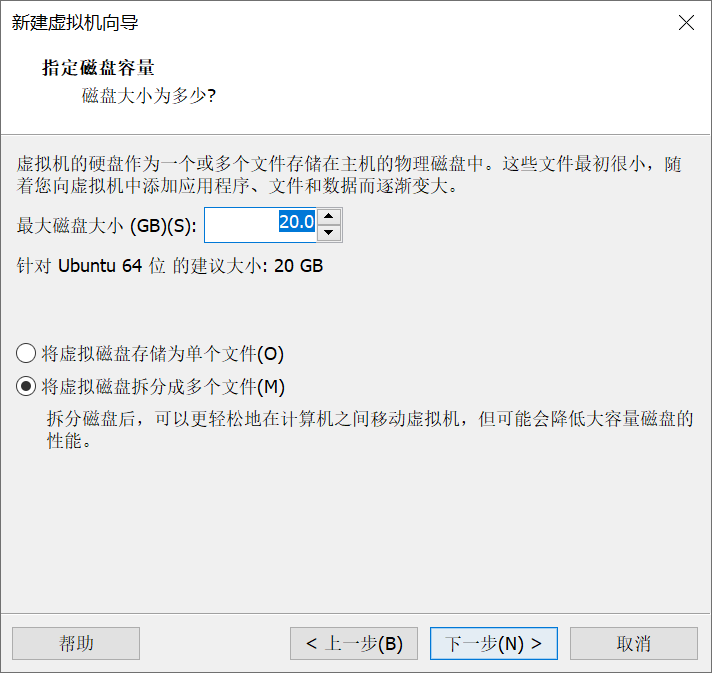 新建虚拟机向导
指定磁盘容量
磁盘大小为多少?
虚拟机的硬盘作为一个或多个文件存储在主机的物理磁盘中。这些文件最初很小，随
着您向虚拟机中添加应用程序、文件和数据而逐渐变大。
最大磁盘大小 (GB)(S): 20.0
针对 Ubuntu 64 位 的建议大小: 20 GB
将虚拟磁盘存储为单个文件(O)
将虚拟磁盘拆分成多个文件(M)
拆分磁盘后，可以更轻松地在计算机之间移动虚拟机，但可能会降低大容量磁盘的
性能。
帮助 < 上一步(B) 下一步(N) > 取消